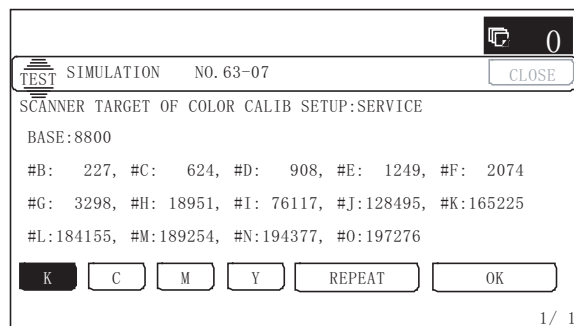 0
TEST SIMULATION NO.63-07 CLOSE
SCANNER TARGET OF COLOR CALIB SETUP:SERVICE
BASE:8800
#B: 227, #C: 624, #D: 908, #E: 1249, #F: 2074
#G: 3298, #H: 18951, #I: 76117, #J:128495, #K:165225
#L:184155, #M:189254, #N:194377, #O:197276
K C M Y REPEAT OK
1/ 1